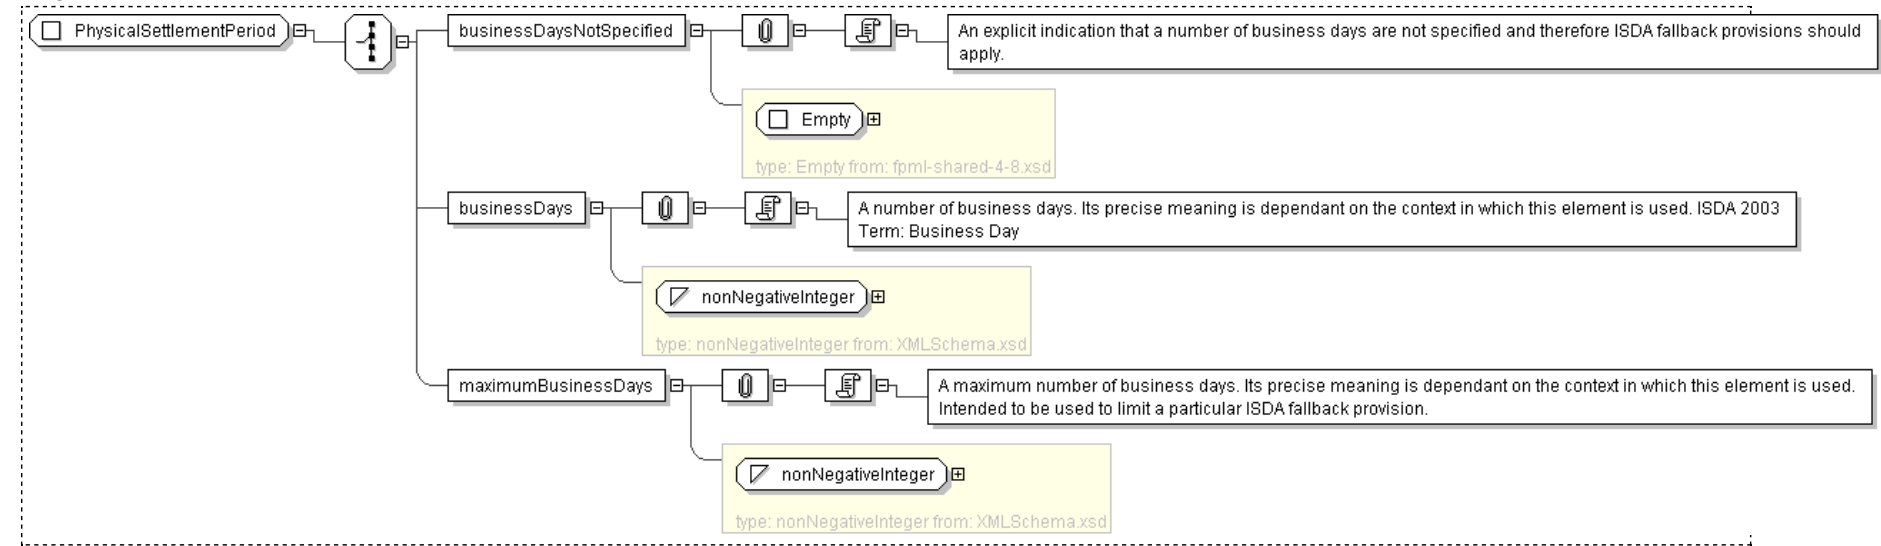 PhysicalSettlementPeriod
businessDaysNotSpecified
An explicit indication that a number of business days are not specified and therefore ISDA fallback provisions should
apply.
Empty
type: Empty from: fpml-shared-4-8.xsd
businessDays
A number of business days. Its precise meaning is dependant on the context in which this element is used. ISDA 2003
Term: Business Day
nonNegativeInteger
type: nonNegativeInteger from: XMLSchema.xsd
maximumBusinessDays
A maximum number of business days. Its precise meaning is dependant on the context in which this element is used.
Intended to be used to limit a particular ISDA fallback provision.
nonNegativeInteger
type: nonNegativeInteger from: XMLSchema.xsd